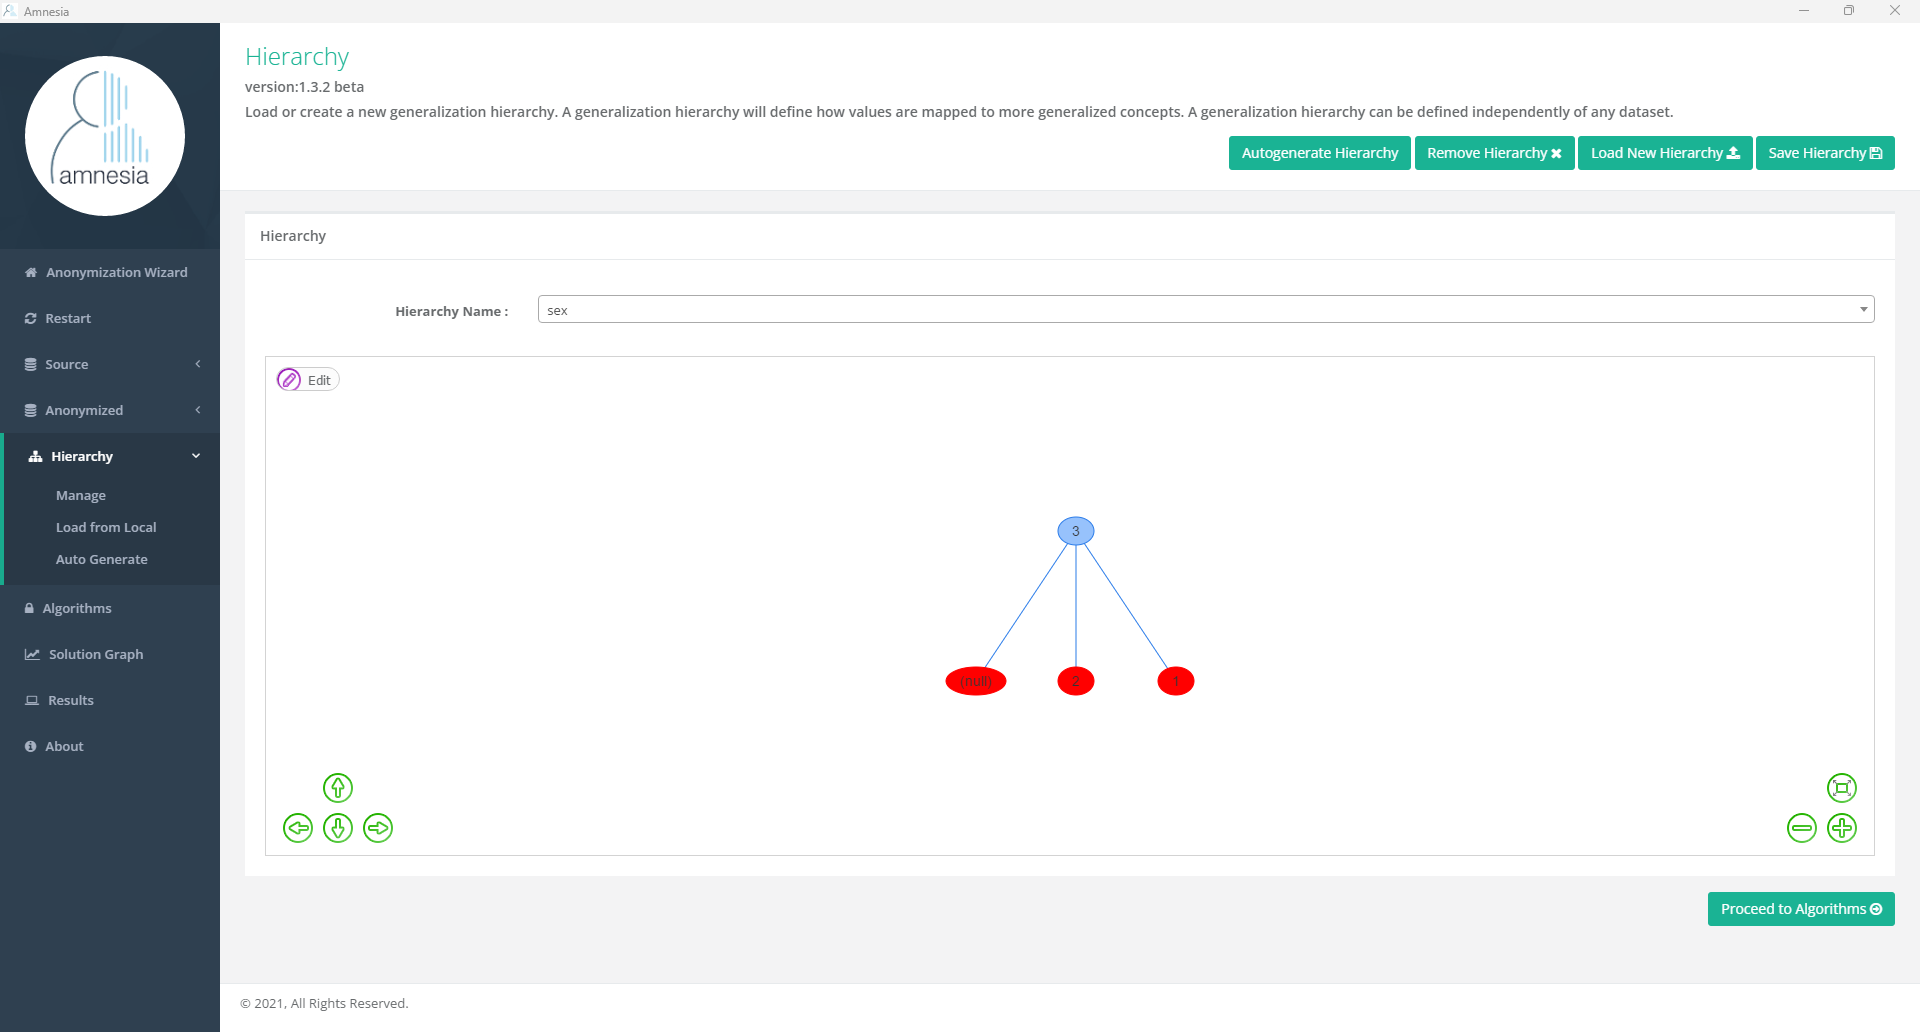 Amnesia
amnesia
Anonymization Wizard
Restart
Source
Anonymized
Hierarchy
Manage
Load from Local
Auto Generate
Algorithms
Solution Graph
Results
About
Hierarchy
version:1.3.2 beta
Load or create a new generalization hierarchy. A generalization hierarchy will define how values are mapped to more generalized concepts. A generalization hierarchy can be defined independently of any dataset.
Autogenerate Hierarchy Remove Hierarchy Load New Hierarchy Save Hierarchy
Hierarchy
Hierarchy Name : sex
Edit
3
(null) 2 1
Proceed to Algorithms
© 2021, All Rights Reserved.